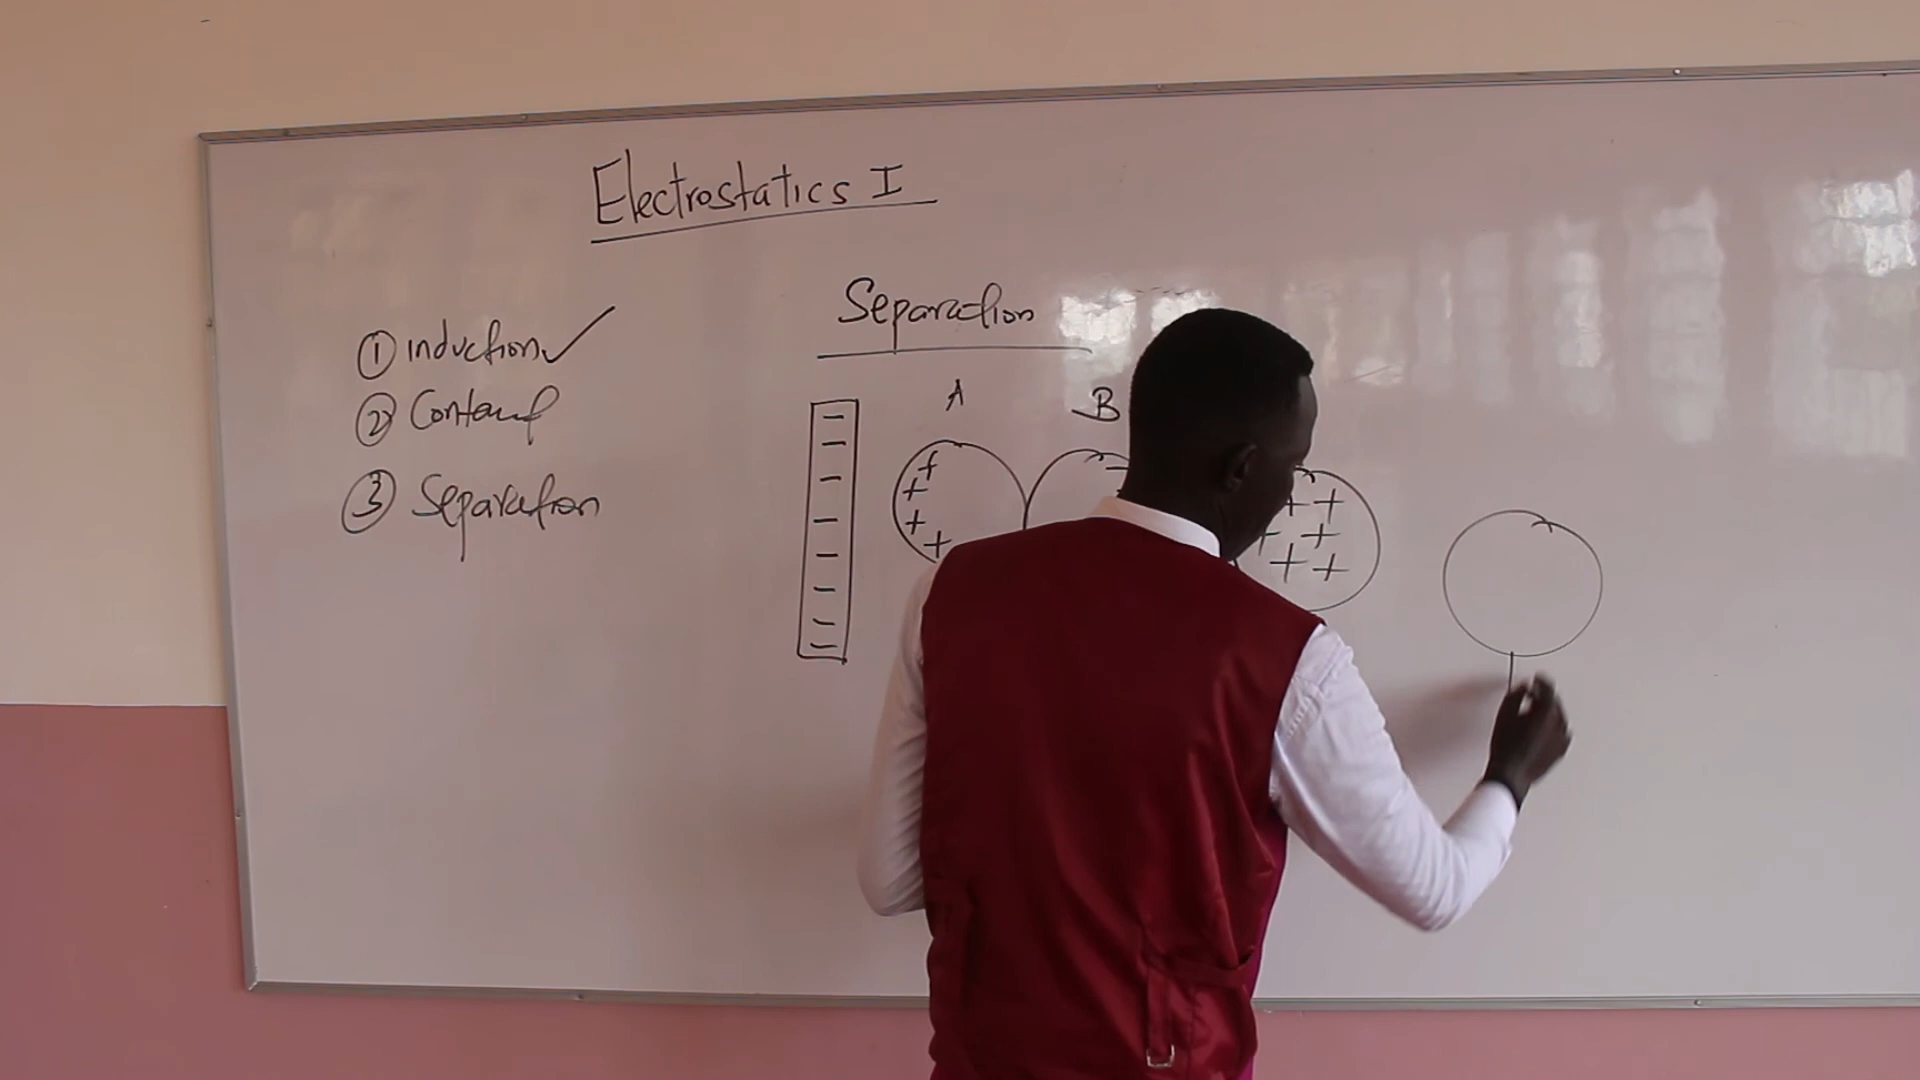 Electrostatics I
Separation
① Induction ✓
② Contact
③ Separation
A B
- - - - - - - -
+ + + +
-
+ + + + + +